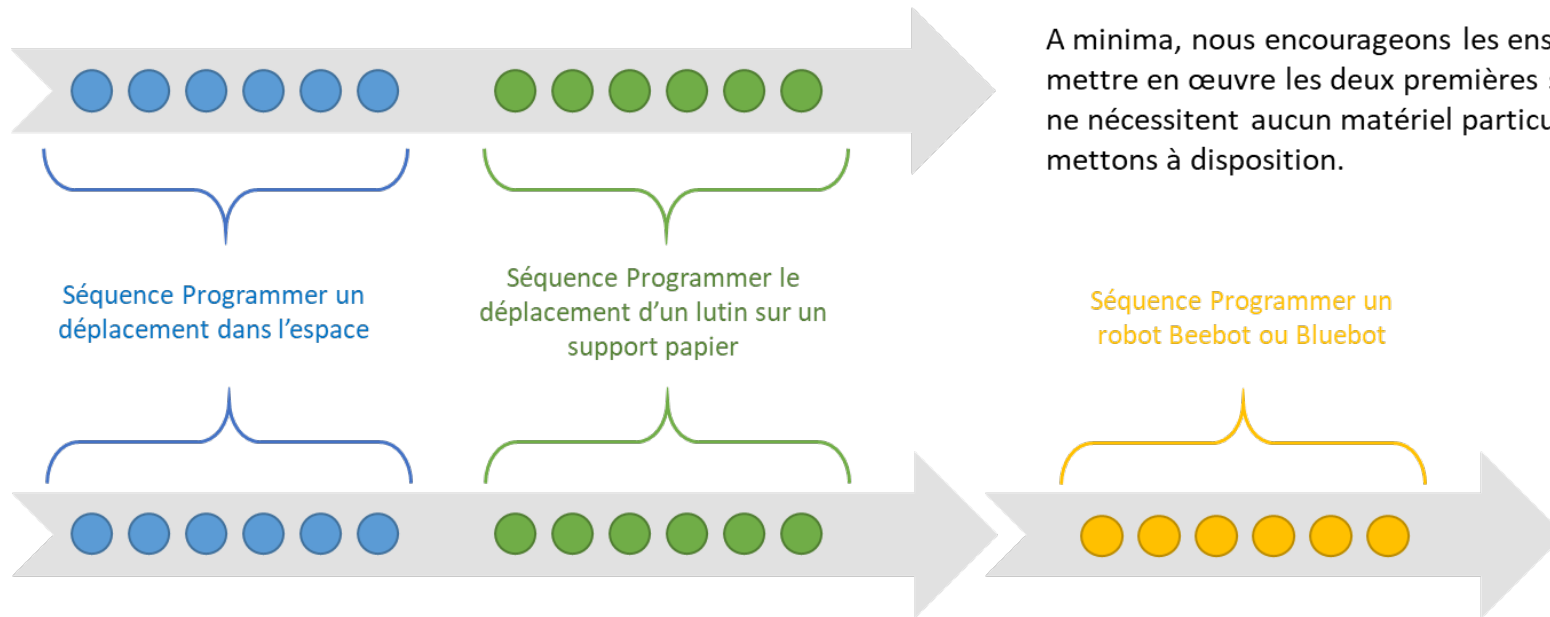 A minima, nous encourageons les ens
mettre en œuvre les deux premières s
ne nécessitent aucun matériel particu
mettons à disposition.
Séquence Programmer un
déplacement dans l’espace
Séquence Programmer le
déplacement d’un lutin sur un
support papier
Séquence Programmer un
robot Beebot ou Bluebot